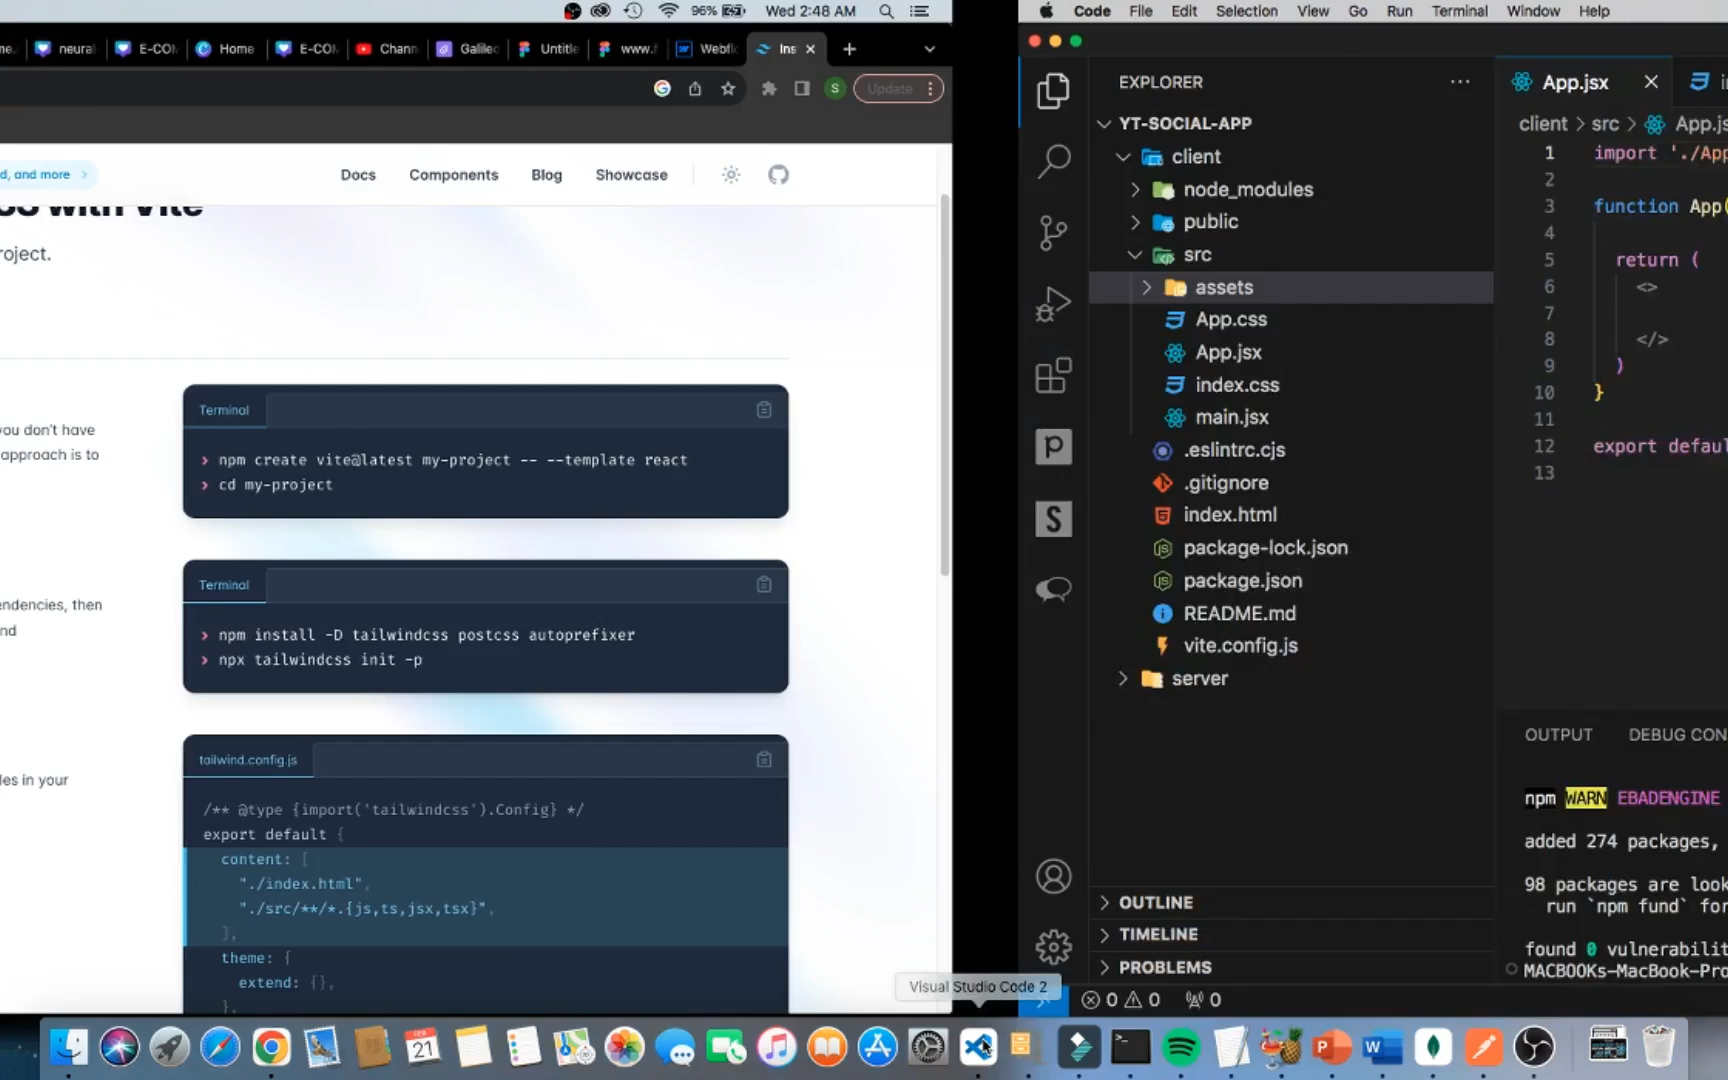 96%
Wed 2:48 AM
neural
E-COM
Home
E-COM
Chann
Galileo
Untitle
www.f
Webflo
Ins
S
Update
d, and more
Docs
Components
Blog
Showcase
CSS with Vite
roject.
you don't have
approach is to
Terminal
> npm create vite@latest my-project -- --template react
> cd my-project
endencies, then
nd
Terminal
> npm install -D tailwindcss postcss autoprefixer
> npx tailwindcss init -p
les in your
tailwind.config.js
/** @type {import('tailwindcss').Config} */
export default {
content: [
"./index.html",
"./src/**/*.{js,ts,jsx,tsx}",
],
theme: {
extend: {},
},
Visual Studio Code 2
Code File Edit Selection View Go Run Terminal Window Help
EXPLORER
YT-SOCIAL-APP
client
node_modules
public
src
assets
App.css
App.jsx
index.css
main.jsx
.eslintrc.cjs
.gitignore
index.html
package-lock.json
package.json
README.md
vite.config.js
server
OUTLINE
TIMELINE
PROBLEMS
0 0 0
App.jsx
client > src > App.js
1 import './App
2
3 function App(
4
5 return (
6 <>
7
8 </>
9 )
10 }
11
12 export defaul
13
OUTPUT
DEBUG CON
npm WARN EBADENGINE
added 274 packages,
98 packages are look
run `npm fund` for
found 0 vulnerabilit
MACBOOKs-MacBook-Pro
21